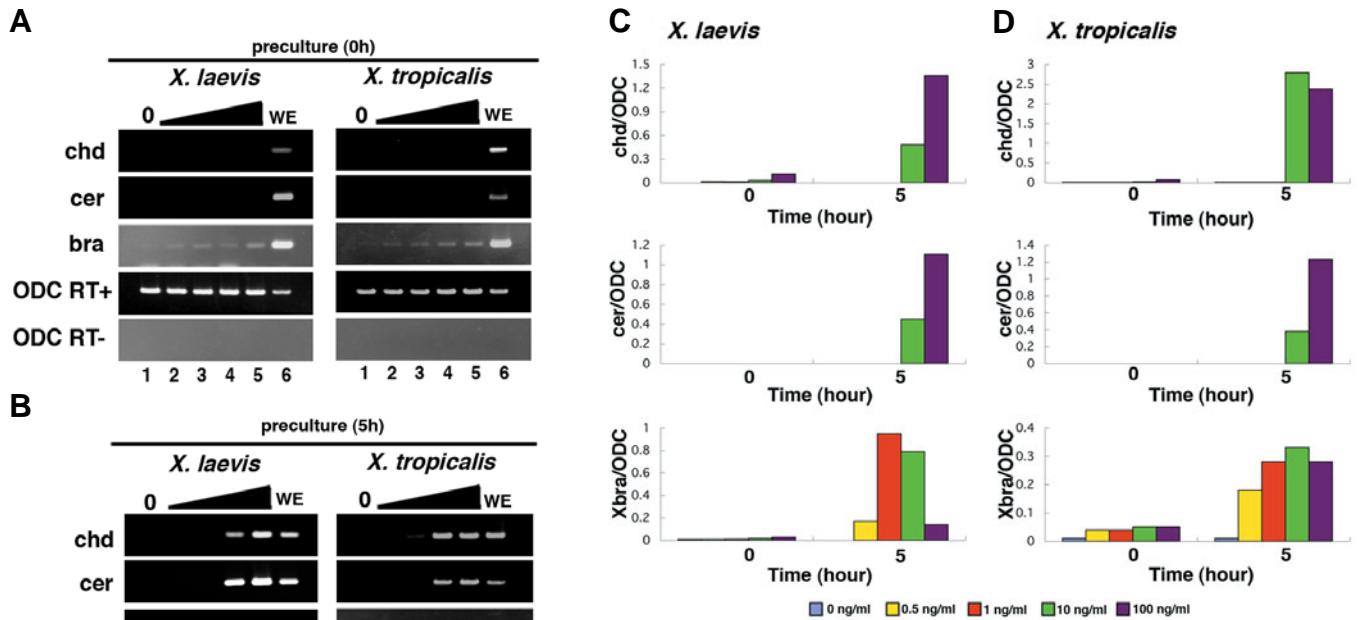 A
preculture (0h)
X. laevis
X. tropicalis
0
WE
0
WE
chd
cer
bra
ODC RT+
ODC RT-
1 2 3 4 5 6
1 2 3 4 5 6
B
preculture (5h)
X. laevis
X. tropicalis
0
WE
0
WE
chd
cer
C
X. laevis
chd/ODC
1.5
1.2
0.9
0.6
0.3
0
0
5
Time (hour)
cer/ODC
1.2
1
0.8
0.6
0.4
0.2
0
0
5
Time (hour)
Xbra/ODC
1
0.8
0.6
0.4
0.2
0
0
5
Time (hour)
D
X. tropicalis
chd/ODC
3
2.5
2
1.5
1
0.5
0
0
5
Time (hour)
cer/ODC
1.4
1.2
1
0.8
0.6
0.4
0.2
0
0
5
Time (hour)
Xbra/ODC
0.4
0.3
0.2
0.1
0
0
5
Time (hour)
0 ng/ml 0.5 ng/ml 1 ng/ml 10 ng/ml 100 ng/ml